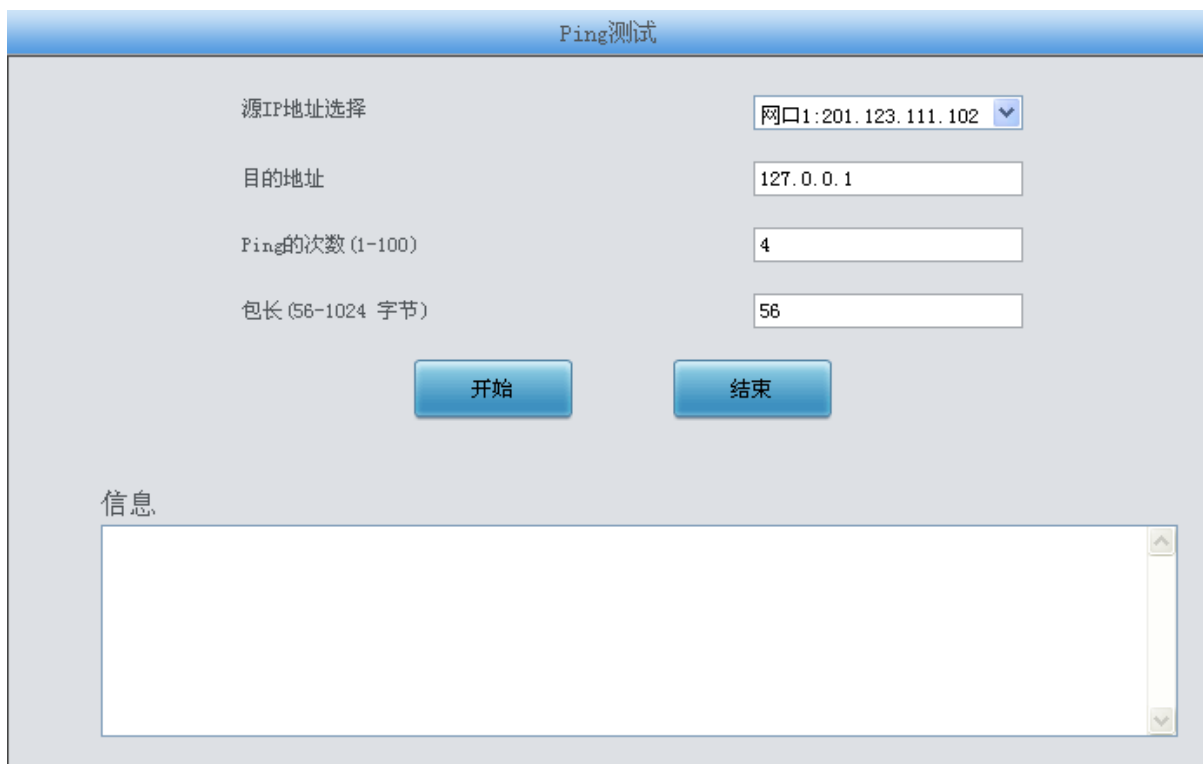 Ping测试
源IP地址选择
网口1:201.123.111.102
目的地址
127.0.0.1
Ping的次数(1-100)
4
包长(56-1024 字节)
56
开始
结束
信息